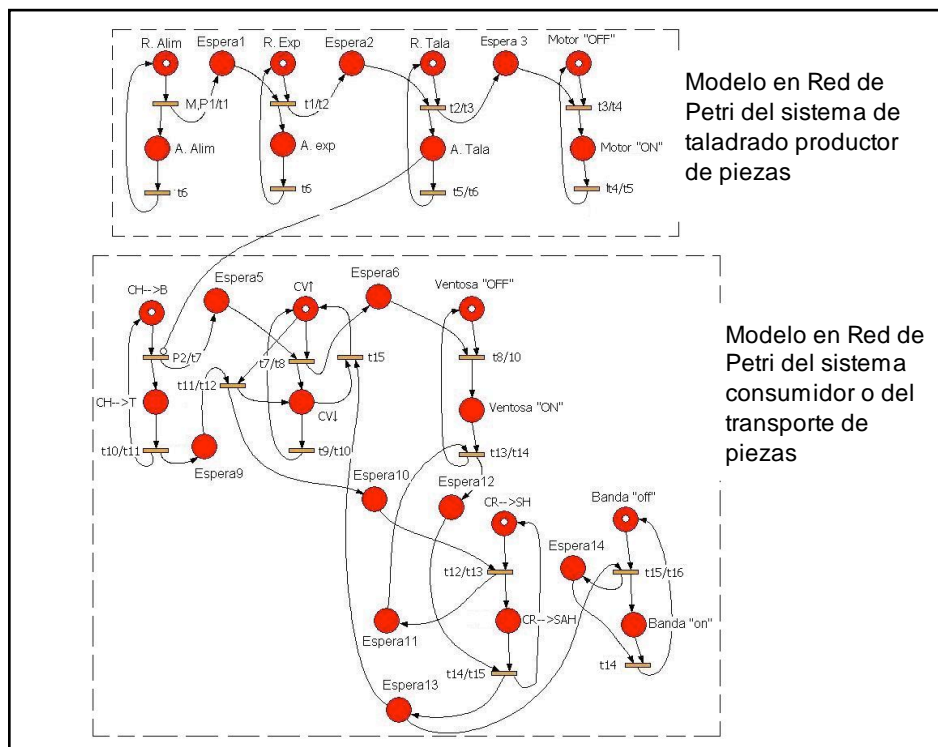 R. Alim
Espera1
R. Exp
Espera2
R. Tala
Espera 3
Motor "OFF"
M,P1/t1
t1/t2
t2/t3
t3/t4
A. Alim
A. exp
A. Tala
Motor "ON"
t6
t6
t5/t6
t4/t5
Modelo en Red de
Petri del sistema de
taladrado productor
de piezas
CH-->B
Espera5
CV↑
Espera6
Ventosa "OFF"
P2/t7
t7/t8
t15
t8/10
t11/t12
CH-->T
CV↓
Ventosa "ON"
t10/t11
t9/t10
t13/t14
Espera9
Espera10
Espera12
CR-->SH
Banda "off"
Espera14
t12/t13
t15/t16
Espera11
CR-->SAH
Banda "on"
t14/t15
t14
Espera13
Modelo en Red de
Petri del sistema
consumidor o del
transporte de
piezas